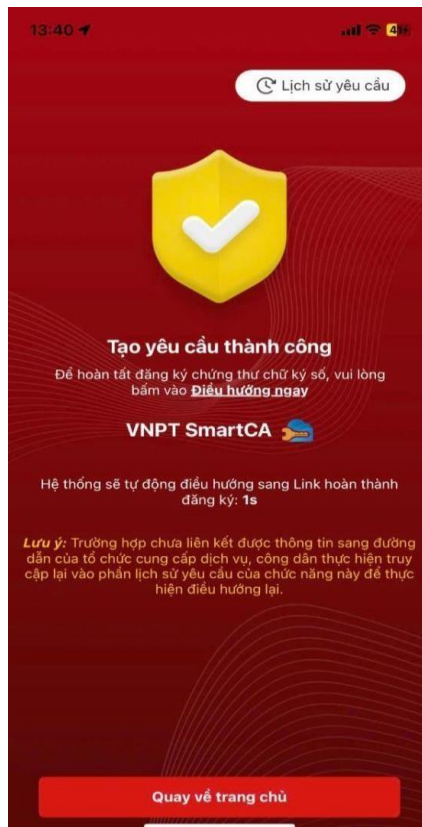 13:40
Lịch sử yêu cầu
Tạo yêu cầu thành công
Để hoàn tất đăng ký chứng thư chữ ký số, vui lòng
bấm vào Điều hướng ngay
VNPT SmartCA
Hệ thống sẽ tự động điều hướng sang Link hoàn thành
đăng ký: 1s
Lưu ý: Trường hợp chưa liên kết được thông tin sang đường
dẫn của tổ chức cung cấp dịch vụ, công dân thực hiện truy
cập lại vào phần lịch sử yêu cầu của chức năng này để thực
hiện điều hướng lại.
Quay về trang chủ